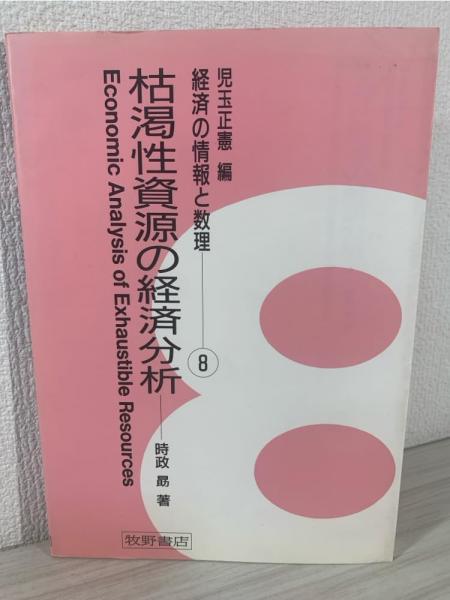 児玉正憲 編
経済の情報と数理――⑧
枯渇性資源の経済分析――時政 勗 著
Economic Analysis of Exhaustible Resources
牧野書店